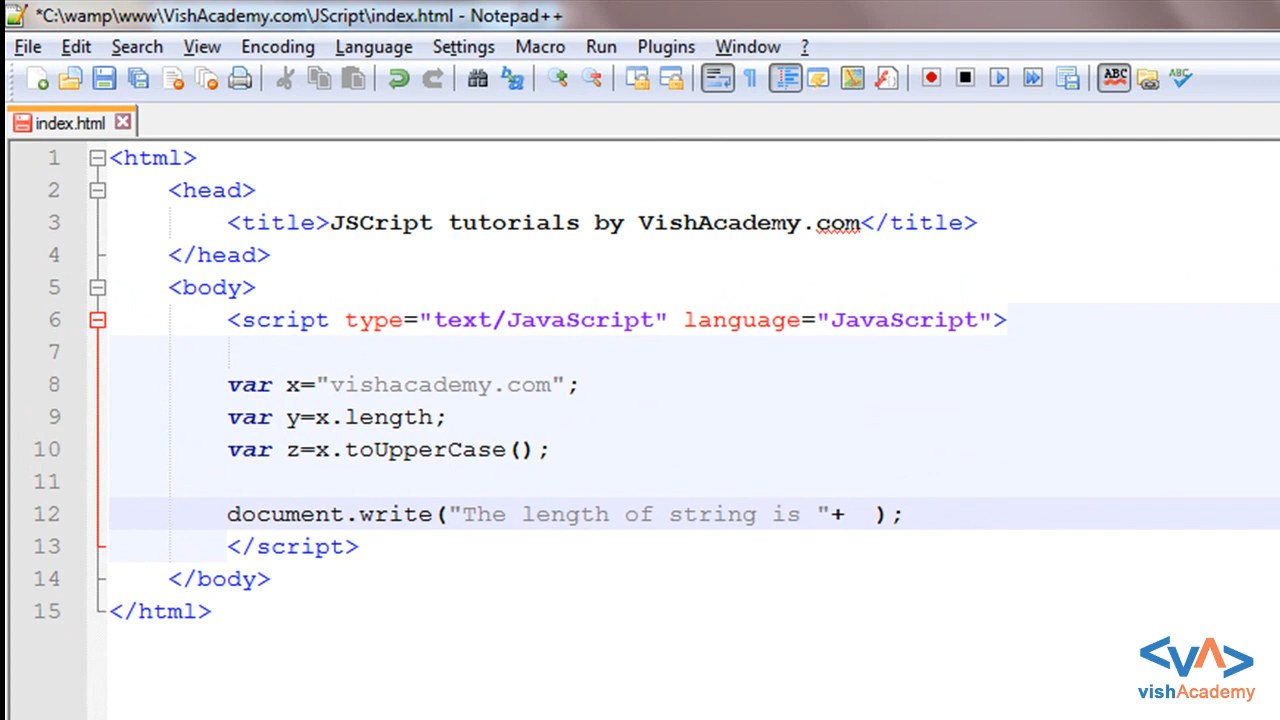 *C:\wamp\www\VishAcademy.com\JScript\index.html - Notepad++
File Edit Search View Encoding Language Settings Macro Run Plugins Window ?
ABC ABC
index.html
1 <html>
2 <head>
3 <title>JSCript tutorials by VishAcademy.com</title>
4 </head>
5 <body>
6 <script type="text/JavaScript" language="JavaScript">
7
8 var x="vishacademy.com";
9 var y=x.length;
10 var z=x.toUpperCase();
11
12 document.write("The length of string is "+  );
13 </script>
14 </body>
15 </html>
<VA>
vishAcademy